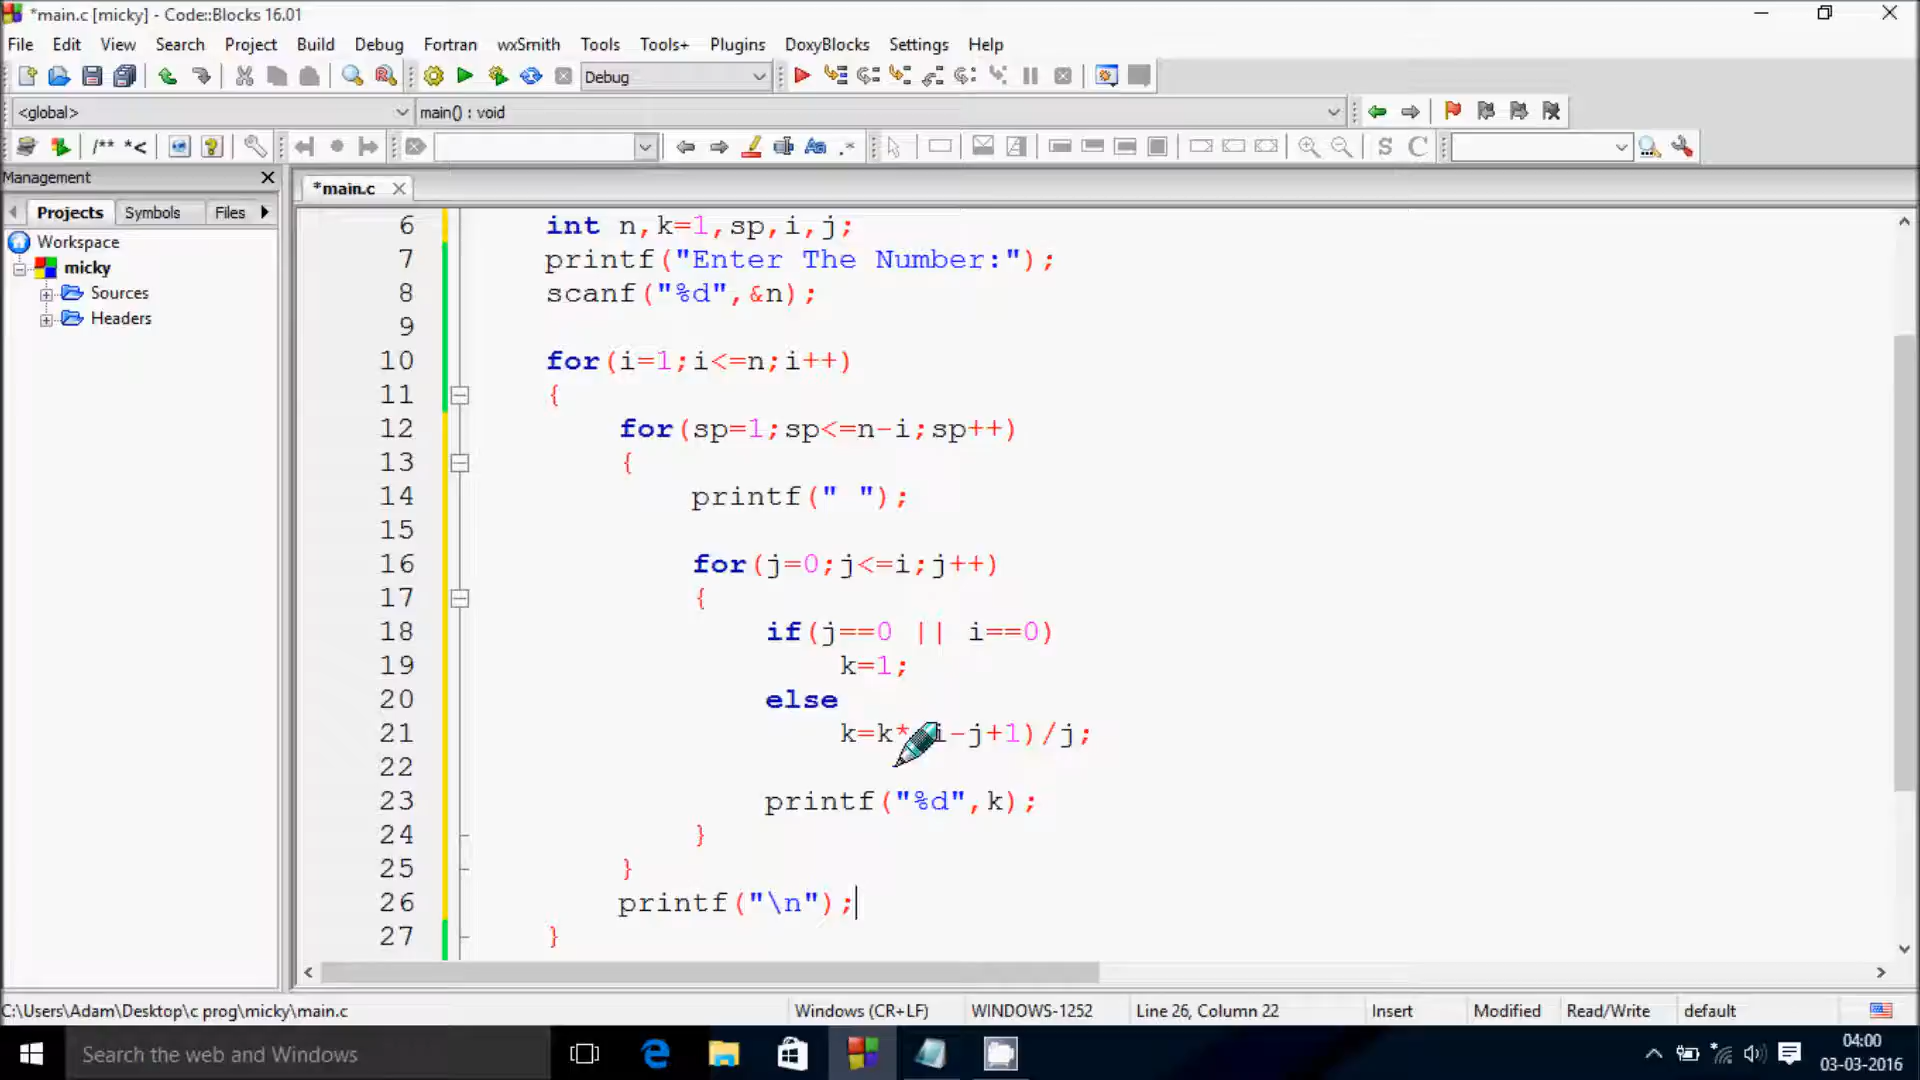 *main.c [micky] - Code::Blocks 16.01
File Edit View Search Project Build Debug Fortran wxSmith Tools Tools+ Plugins DoxyBlocks Settings Help
Debug
<global> main() : void
/** *< Aa .* S C
Management
*main.c
Projects Symbols Files
Workspace
micky
Sources
Headers
6 int n,k=1,sp,i,j;
7 printf("Enter The Number:");
8 scanf("%d",&n);
9
10 for(i=1;i<=n;i++)
11 {
12 for(sp=1;sp<=n-i;sp++)
13 {
14 printf(" ");
15
16 for(j=0;j<=i;j++)
17 {
18 if(j==0 || i==0)
19 k=1;
20 else
21 k=k* i-j+1)/j;
22
23 printf("%d",k);
24 }
25 }
26 printf("\n");
27 }
C:\Users\Adam\Desktop\c prog\micky\main.c Windows (CR+LF) WINDOWS-1252 Line 26, Column 22 Insert Modified Read/Write default
Search the web and Windows
04:00
03-03-2016